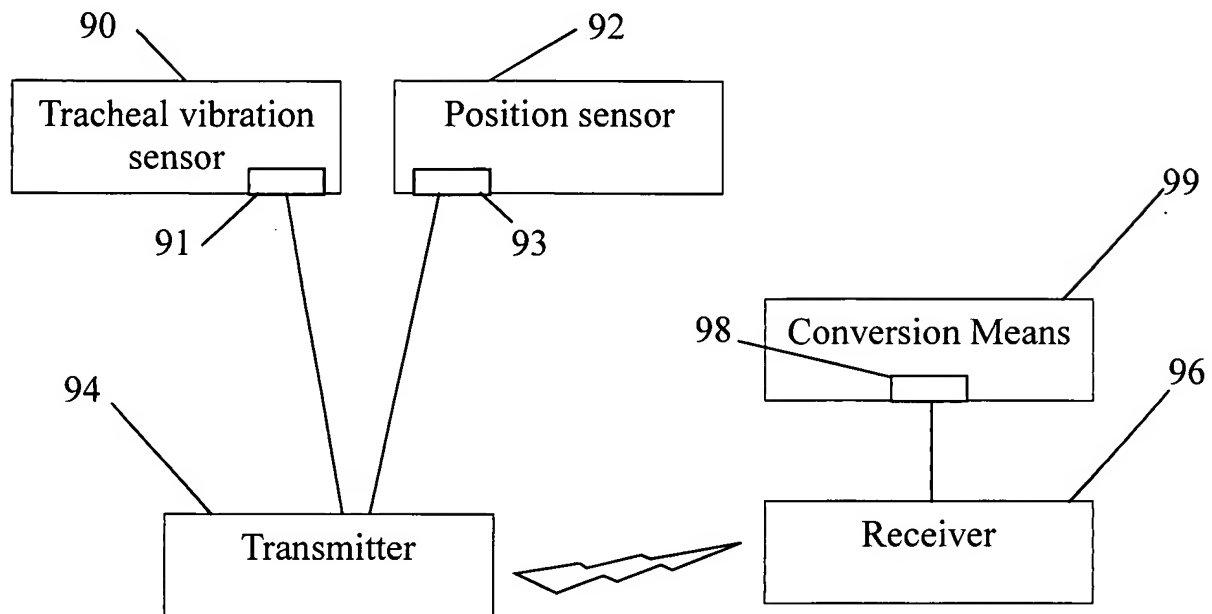 90
92
Tracheal vibration
sensor
Position sensor
91
93
99
Conversion Means
98
94
96
Transmitter
Receiver